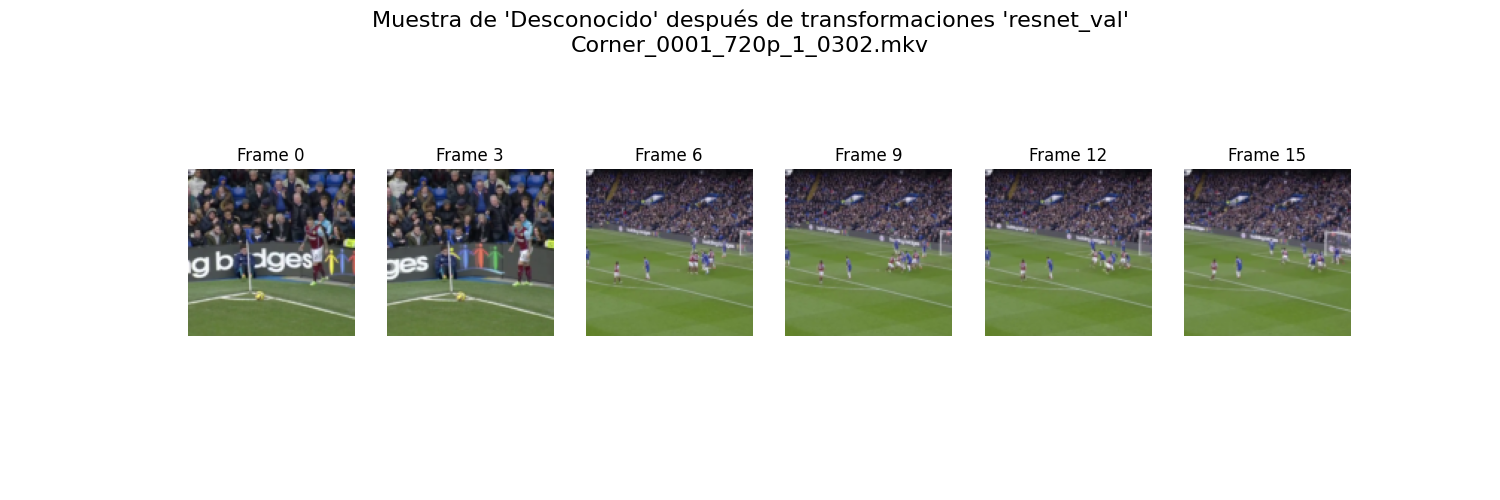 Muestra de 'Desconocido' después de transformaciones 'resnet_val'
Corner_0001_720p_1_0302.mkv
Frame 0
Frame 3
Frame 6
Frame 9
Frame 12
Frame 15
ges